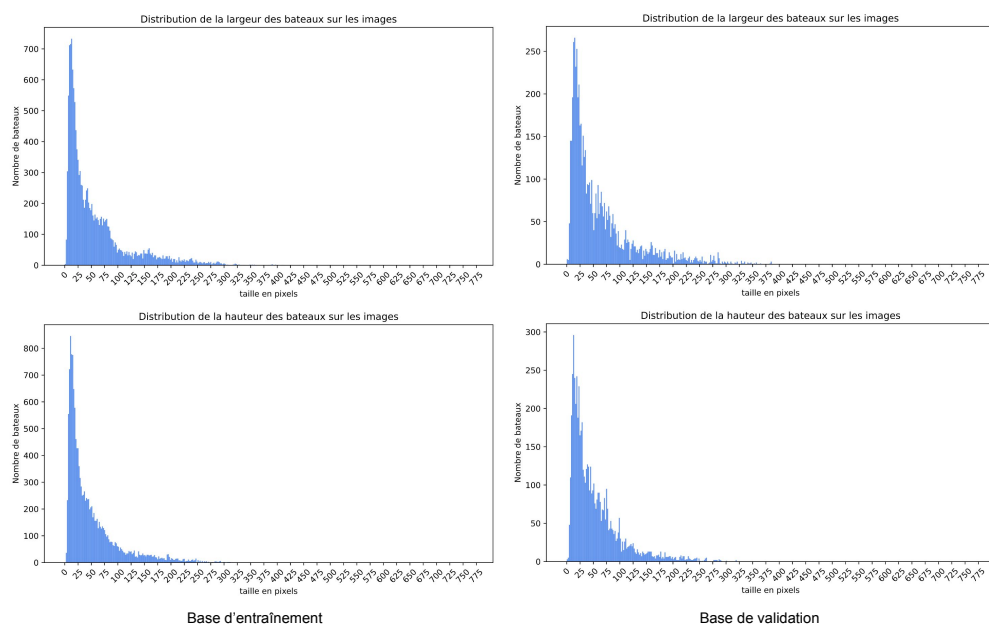 Distribution de la largeur des bateaux sur les images
Nombre de bateaux
700
600
500
400
300
200
100
0
0 25 50 75 100 125 150 175 200 225 250 275 300 325 350 375 400 425 450 475 500 525 550 575 600 625 650 675 700 725 750 775
taille en pixels
Distribution de la largeur des bateaux sur les images
Nombre de bateaux
250
200
150
100
50
0
0 25 50 75 100 125 150 175 200 225 250 275 300 325 350 375 400 425 450 475 500 525 550 575 600 625 650 675 700 725 750 775
taille en pixels
Distribution de la hauteur des bateaux sur les images
Nombre de bateaux
800
700
600
500
400
300
200
100
0
0 25 50 75 100 125 150 175 200 225 250 275 300 325 350 375 400 425 450 475 500 525 550 575 600 625 650 675 700 725 750 775
taille en pixels
Distribution de la hauteur des bateaux sur les images
Nombre de bateaux
300
250
200
150
100
50
0
0 25 50 75 100 125 150 175 200 225 250 275 300 325 350 375 400 425 450 475 500 525 550 575 600 625 650 675 700 725 750 775
taille en pixels
Base d'entraînement
Base de validation